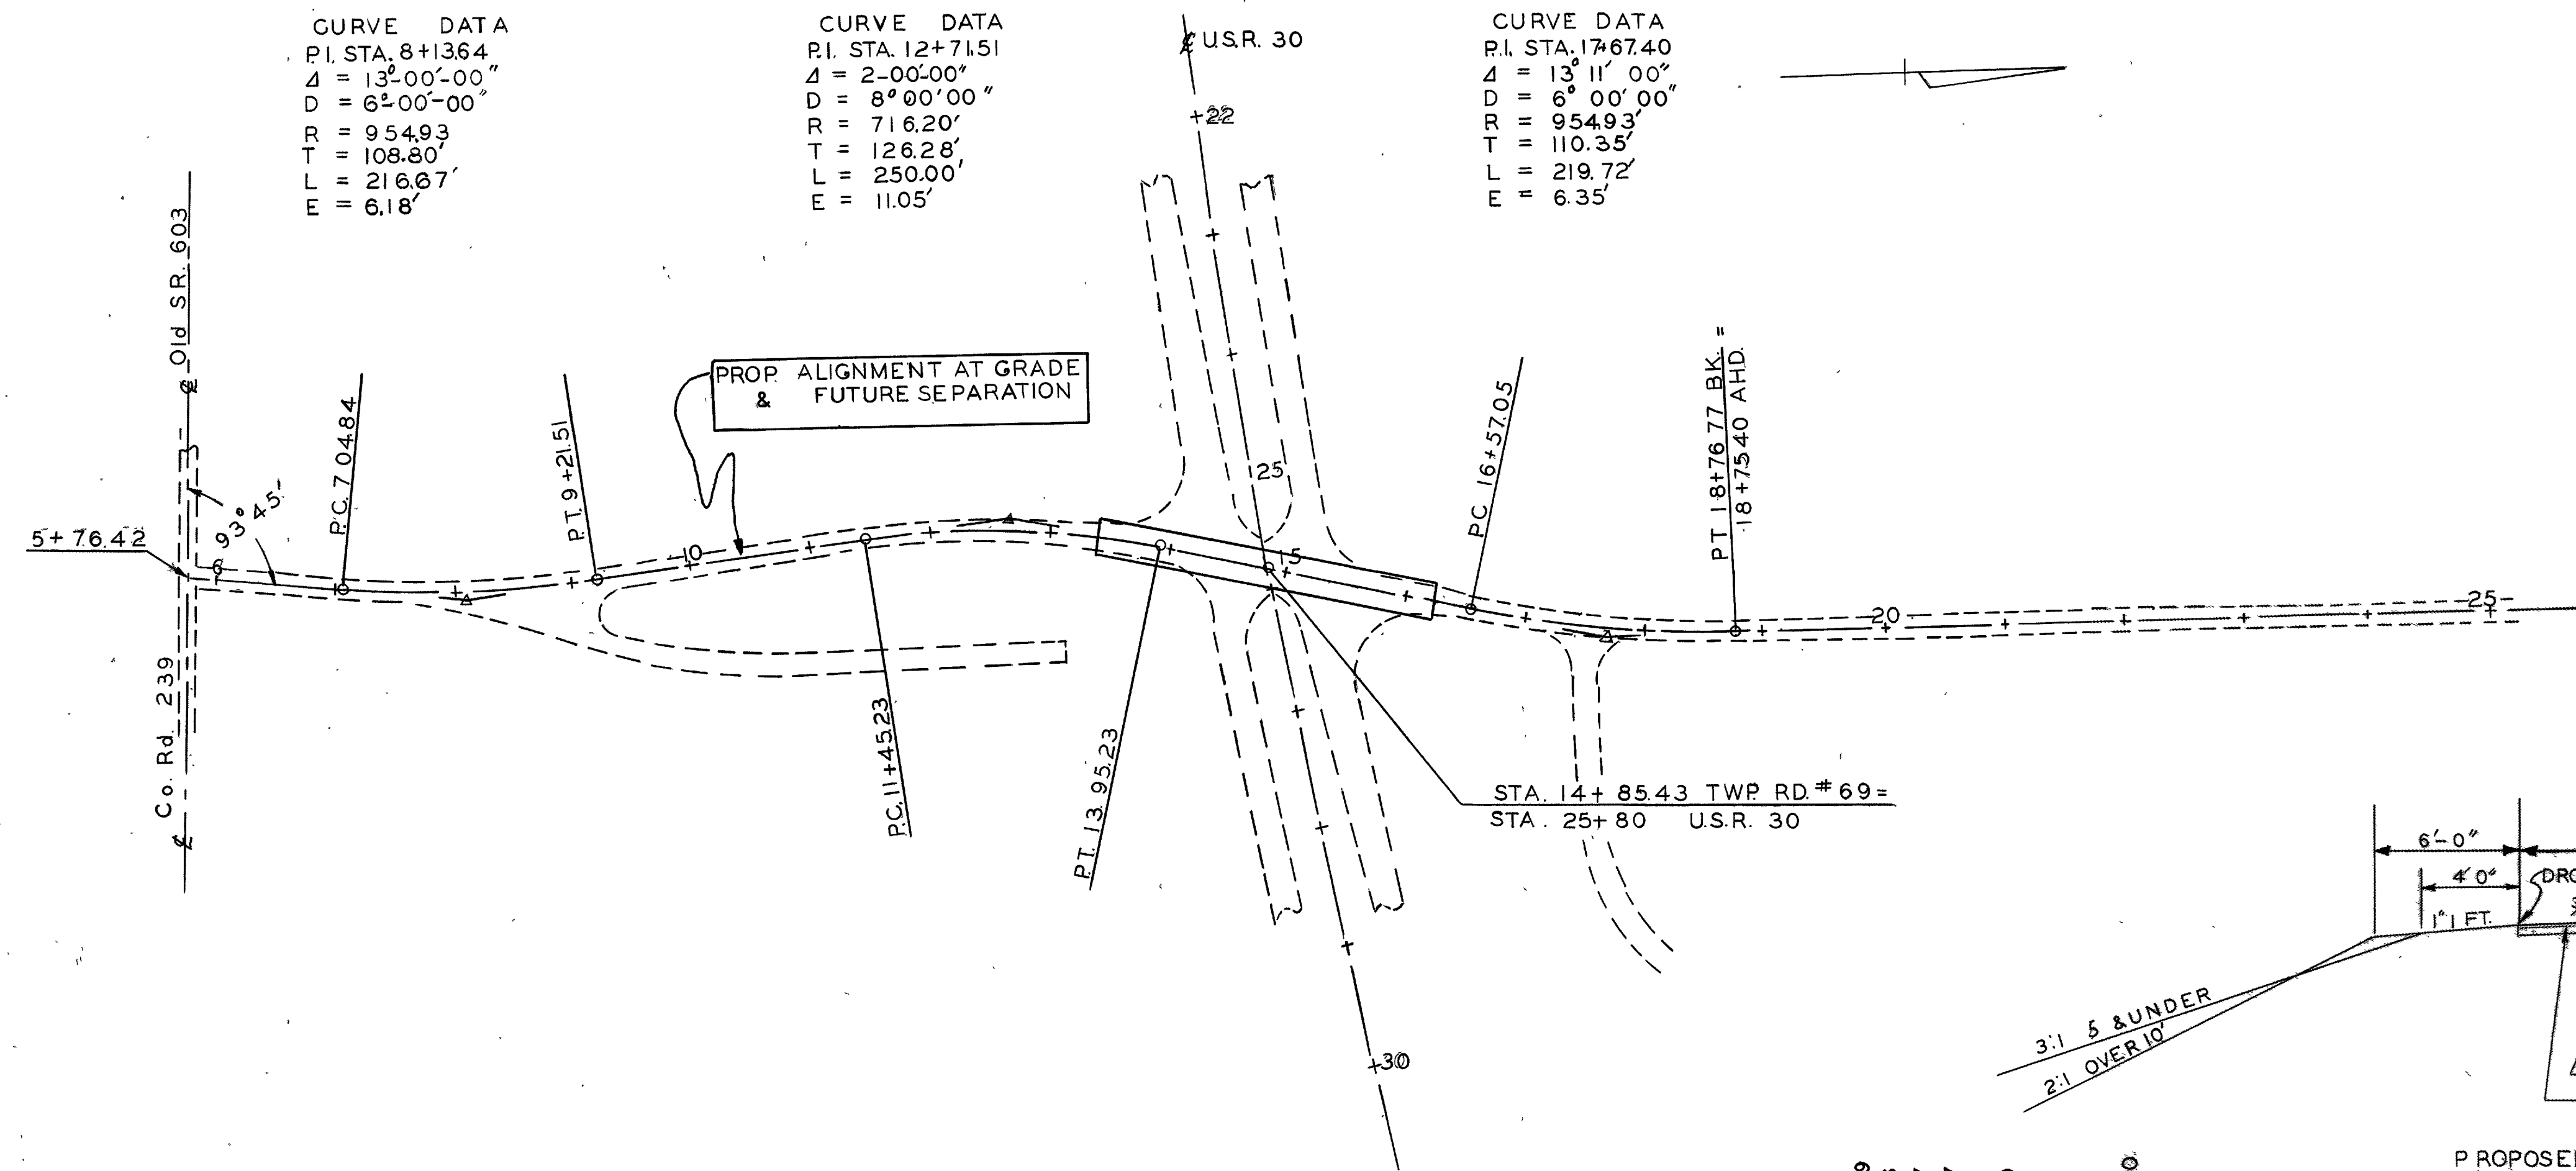 CURVE DATA
P.I. STA. 8+13.64
Δ = 13°-00'-00"
D = 6°-00'-00"
R = 954.93
T = 108.80'
L = 216.67'
E = 6.18'
CURVE DATA
P.I. STA. 12+71.51
Δ = 2-00'-00"
D = 8°00'00"
R = 716.20'
T = 126.28'
L = 250.00'
E = 11.05'
℄ U.S.R. 30
+22
CURVE DATA
P.I. STA. 17+67.40
Δ = 13° 11' 00"
D = 6° 00' 00"
R = 954.93'
T = 110.35'
L = 219.72'
E = 6.35'
Old S.R. 603
℄
PROP. ALIGNMENT AT GRADE
& FUTURE SEPARATION
P.C. 7 04.84
P.T. 9+21.51
25
PC 16+57.05
PT 18+76 77 BK. =
18+75 40 AHD.
93° 45'
5+76.42
6
10
15
20
25
Co. Rd. 239
℄
P.C. 11+45.23
P.T. 13 95.23
STA. 14+ 85.43 TWP. RD. # 69 =
STA. 25+ 80 U.S.R. 30
+30
6'-0"
4'0"
DRO
1" 1 FT.
3:1 5 & UNDER
2:1 OVER 10'
PROPOSE